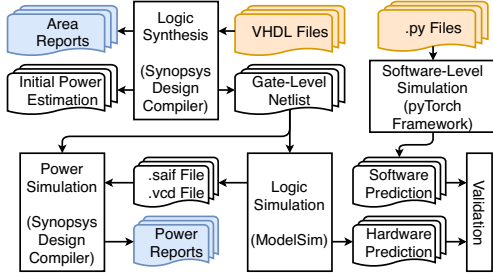 Area
Reports
Logic
Synthesis
(Synopsys
Design
Compiler)
VHDL Files
.py Files
Initial Power
Estimation
Gate-Level
Netlist
Software-Level
Simulation
(pyTorch
Framework)
Power
Simulation
(Synopsys
Design
Compiler)
.saif File
.vcd File
Power
Reports
Logic
Simulation
(ModelSim)
Software
Prediction
Hardware
Prediction
Validation